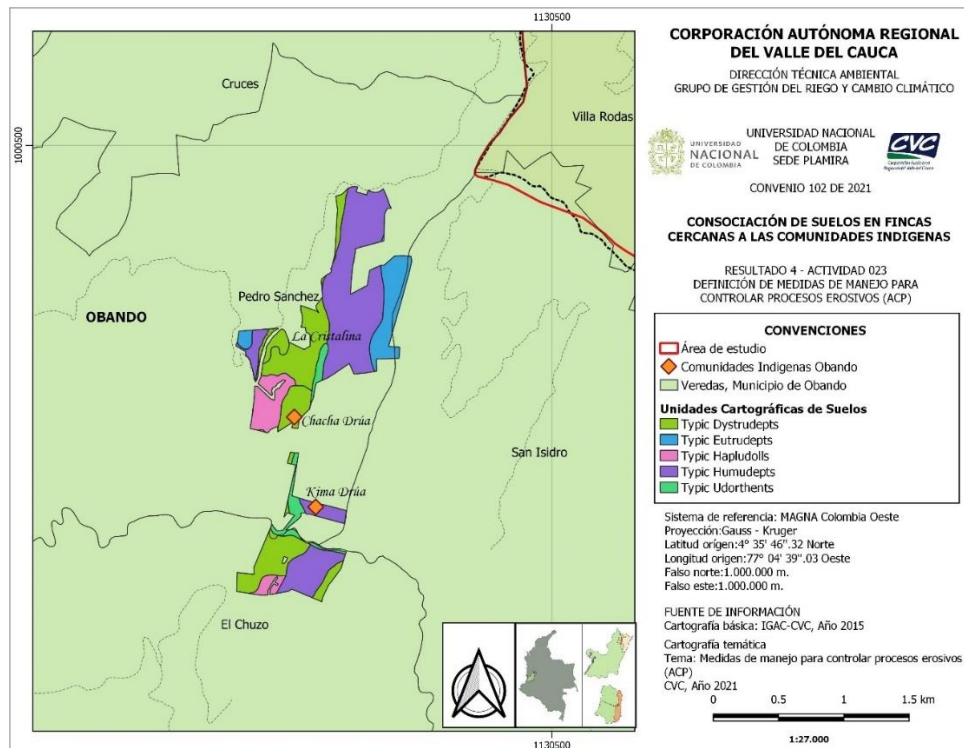 1130500
1000500
Cruces
Villa Rodas
Pedro Sanchez
OBANDO
La Cristalina
Chacha Drúa
San Isidro
Kima Drúa
El Chuzo
1130500
CORPORACIÓN AUTÓNOMA REGIONAL
DEL VALLE DEL CAUCA
DIRECCIÓN TÉCNICA AMBIENTAL
GRUPO DE GESTIÓN DEL RIEGO Y CAMBIO CLIMÁTICO
UNIVERSIDAD
NACIONAL
DE COLOMBIA
UNIVERSIDAD NACIONAL
DE COLOMBIA
SEDE PLAMIRA
CVC
CONVENIO 102 DE 2021
CONSOCIACIÓN DE SUELOS EN FINCAS
CERCANAS A LAS COMUNIDADES INDIGENAS
RESULTADO 4 - ACTIVIDAD 023
DEFINICIÓN DE MEDIDAS DE MANEJO PARA
CONTROLAR PROCESOS EROSIVOS (ACP)
CONVENCIONES
Área de estudio
Comunidades Indigenas Obando
Veredas, Municipio de Obando
Unidades Cartográficas de Suelos
Typic Dystrudepts
Typic Eutrudepts
Typic Hapludolls
Typic Humudepts
Typic Udorthents
Sistema de referencia: MAGNA Colombia Oeste
Proyección:Gauss - Kruger
Latitud orígen:4° 35' 46".32 Norte
Longitud origen:77° 04' 39".03 Oeste
Falso norte:1.000.000 m.
Falso este:1.000.000 m.
FUENTE DE INFORMACIÓN
Cartografía básica: IGAC-CVC, Año 2015
Cartografía temática
Tema: Medidas de manejo para controlar procesos erosivos
(ACP)
CVC, Año 2021
0 0.5 1 1.5 km
1:27.000